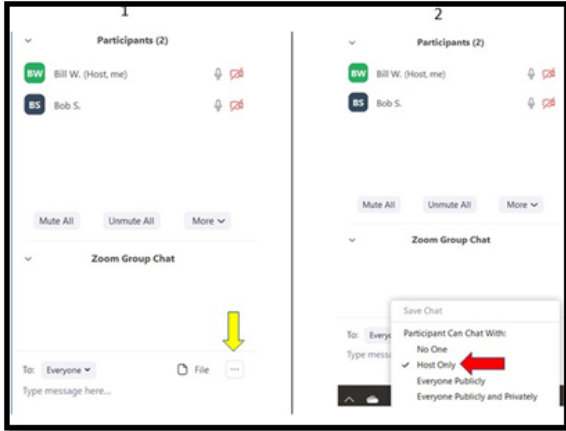 1
Participants (2)
BW Bill W. (Host, me)
BS Bob S.
Mute All Unmute All More
Zoom Group Chat
To: Everyone File ...
Type message here...
2
Participants (2)
BW Bill W. (Host, me)
BS Bob S.
Mute All Unmute All More
Zoom Group Chat
Save Chat
To: Every
Participant Can Chat With:
Type messa
No One
✓ Host Only
Everyone Publicly
Everyone Publicly and Privately